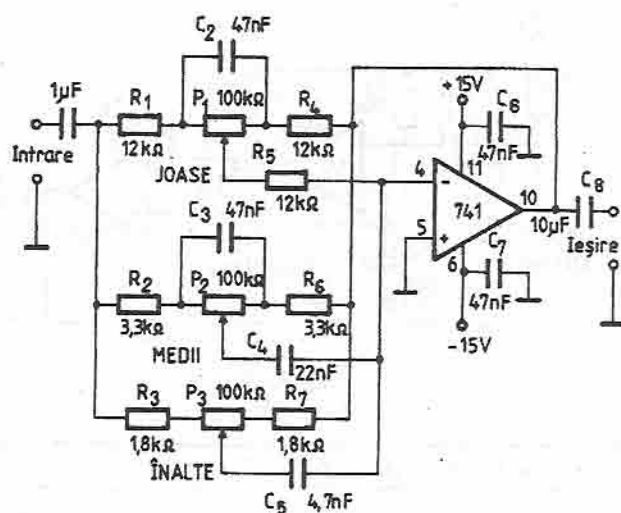 C2 47nF
1µF
R1
P1 100kΩ
R4
+15V
C6
Intrare
12kΩ
12kΩ
47nF
JOASE
R5
12kΩ
4
-
11
C8
C3 47nF
741
10
10µF
5
+
6
C7
Ieşire
R2
P2 100kΩ
R6
47nF
3,3kΩ
3,3kΩ
-15V
MEDII
C4
22nF
R3
P3 100kΩ
R7
1,8kΩ
1,8kΩ
ÎNALTE
C5 4,7nF